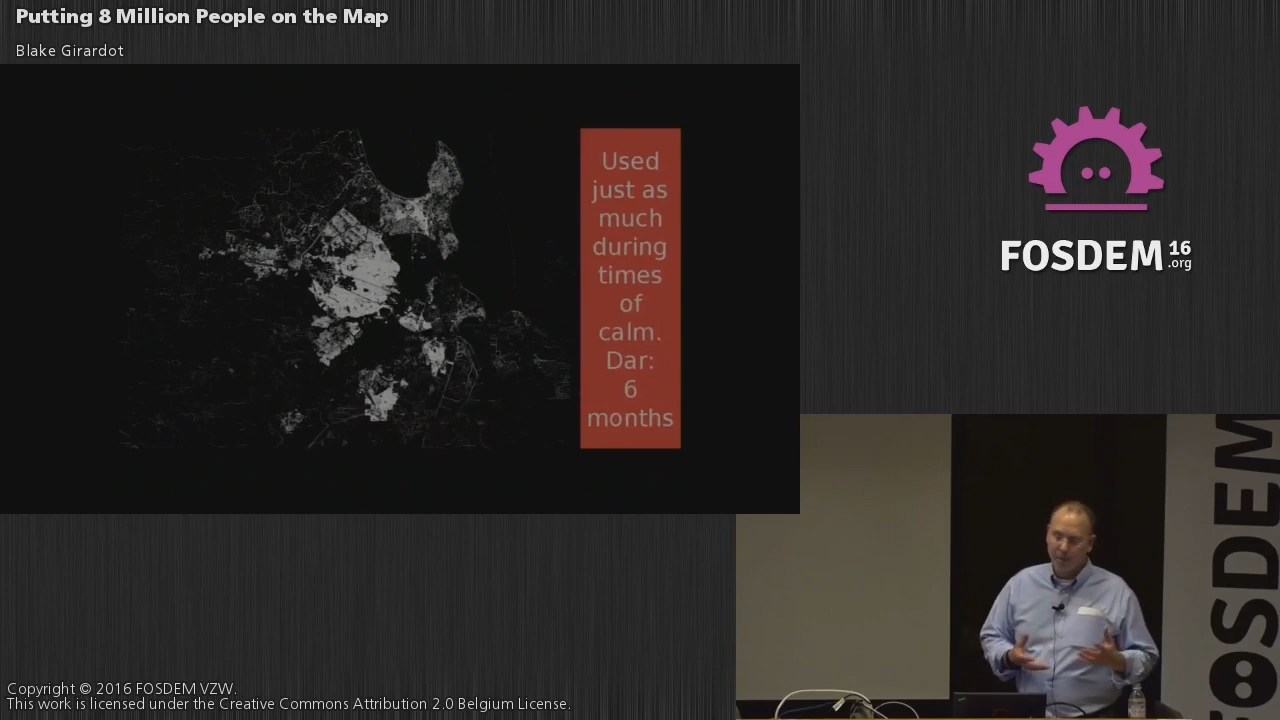 Putting 8 Million People on the Map
Blake Girardot
Used
just as
much
during
times
of
calm.
Dar:
6
months
FOSDEM 16
.org
FOSDEM
Copyright © 2016 FOSDEM VZW.
This work is licensed under the Creative Commons Attribution 2.0 Belgium License.